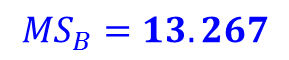 MS_B = 13.267